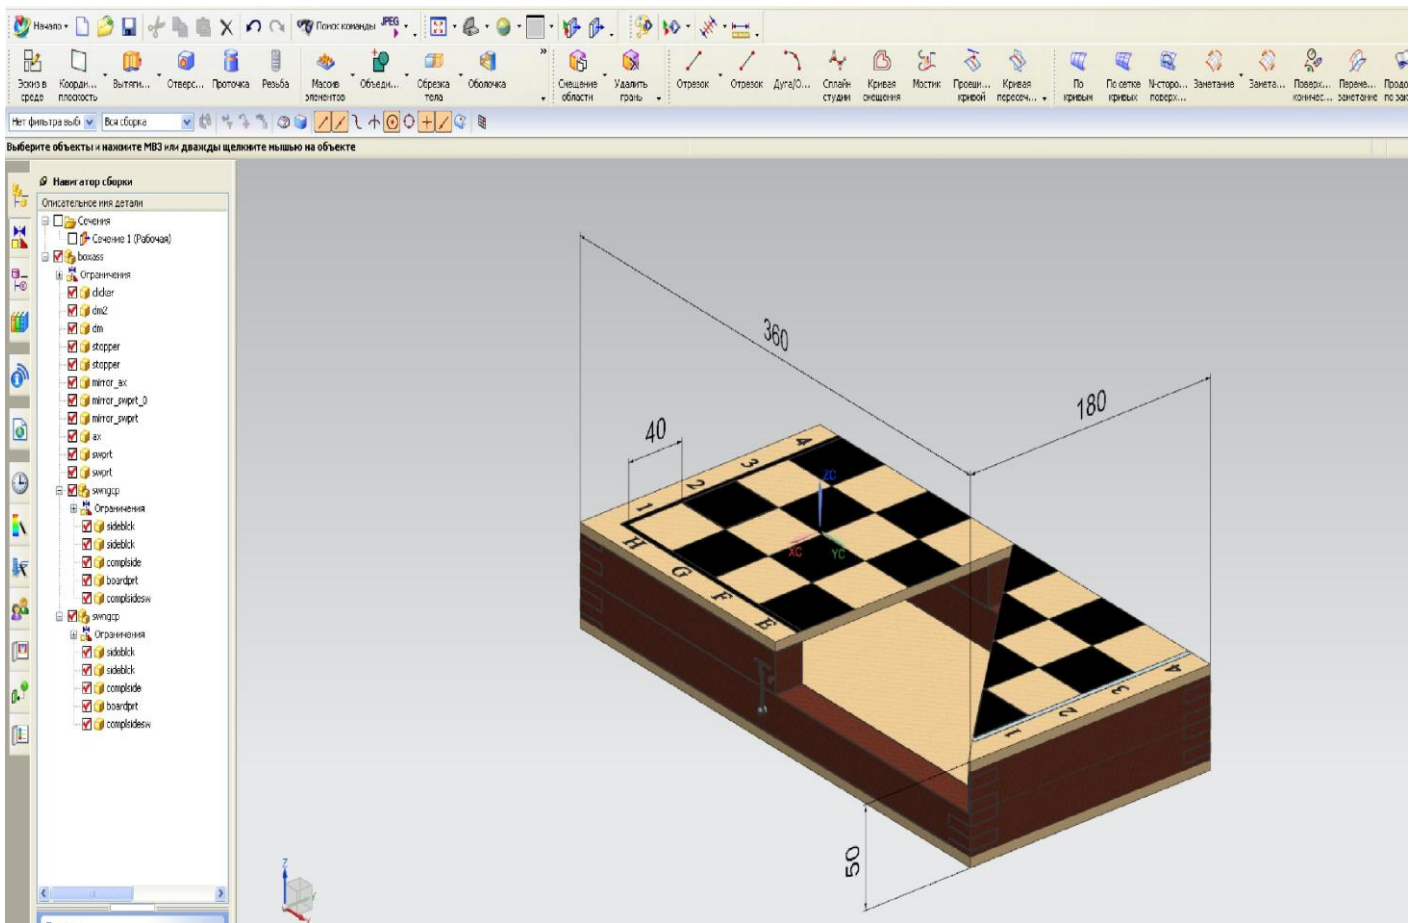 Начало
Поиск команды
JPEG
Эскиз в среде
Коорди... плоскость
Вытяги...
Отверс...
Проточка
Резьба
Массив элементов
Объеди...
Обрезка тела
Оболочка
Смещение области
Удалить грань
Отрезок
Отрезок
Дуга/О...
Сплайн студии
Кривая смещения
Мостик
Проеци... кривой
Кривая пересеч...
По кривым
По сетке кривых
N-сторо... поверх...
Заметание
Замета...
Поверх... коничес...
Переме... заметание
Нет фильтра выб
Вся сборка
Выберите объекты и нажмите МВ3 или дважды щелкните мышью на объекте
Навигатор сборки
Описательное имя детали
Сечения
Сечение 1 (Рабочая)
boxass
Ограничения
clicker
dm2
dm
stopper
stopper
mirror_ax
mirror_swprt_0
mirror_swprt
ax
swprt
swprt
swngcp
Ограничения
sideblck
sideblck
complside
boardprt
complsidesw
swngcp
Ограничения
sideblck
sideblck
complside
boardprt
complsidesw
360
180
40
50
1 2 3 4
H G F E
ZC
XC
YC
1 2 3 4
Z